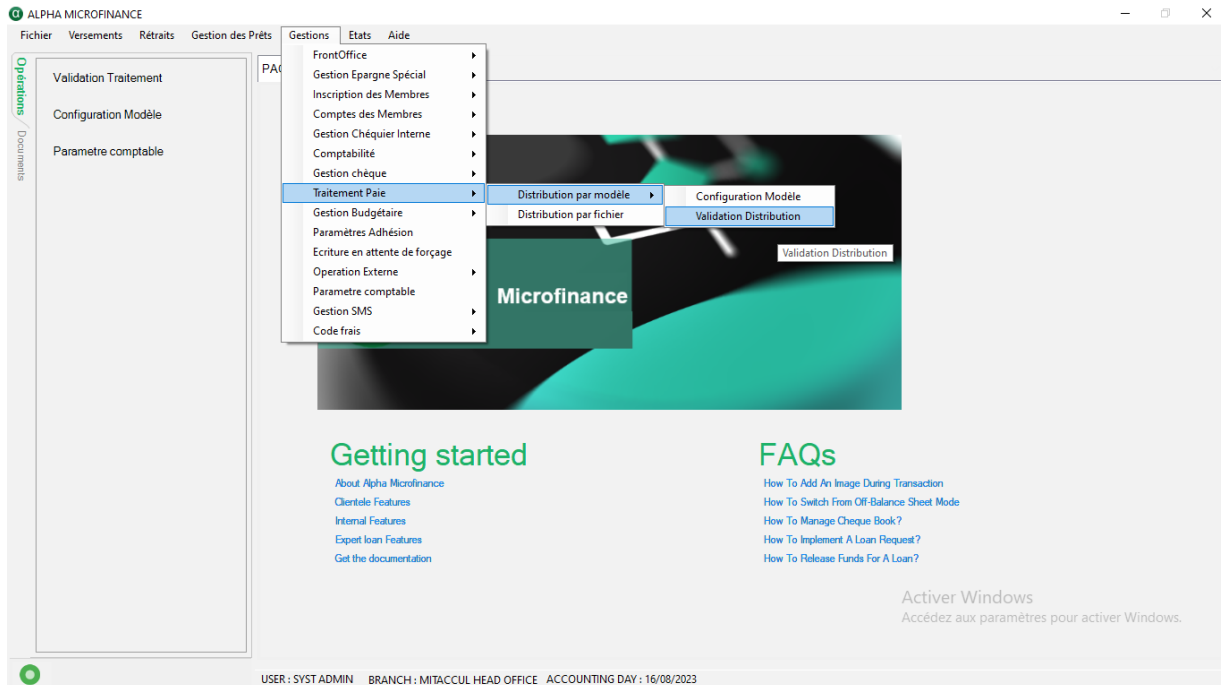 ALPHA MICROFINANCE
Fichier Versements Rétraits Gestion des Prêts Gestions Etats Aide
Opérations
Documents
Validation Traitement
Configuration Modèle
Parametre comptable
FrontOffice
Gestion Epargne Spécial
Inscription des Membres
Comptes des Membres
Gestion Chéquier Interne
Comptabilité
Gestion chèque
Traitement Paie
Gestion Budgétaire
Paramètres Adhésion
Ecriture en attente de forçage
Operation Externe
Parametre comptable
Gestion SMS
Code frais
Distribution par modèle
Distribution par fichier
Configuration Modèle
Validation Distribution
Validation Distribution
Microfinance
Getting started
About Alpha Microfinance
Clientele Features
Internal Features
Expert loan Features
Get the documentation
FAQs
How To Add An Image During Transaction
How To Switch From Off-Balance Sheet Mode
How To Manage Cheque Book?
How To Implement A Loan Request?
How To Release Funds For A Loan?
Activer Windows
Accédez aux paramètres pour activer Windows.
USER : SYST ADMIN BRANCH : MITACCUL HEAD OFFICE ACCOUNTING DAY : 16/08/2023